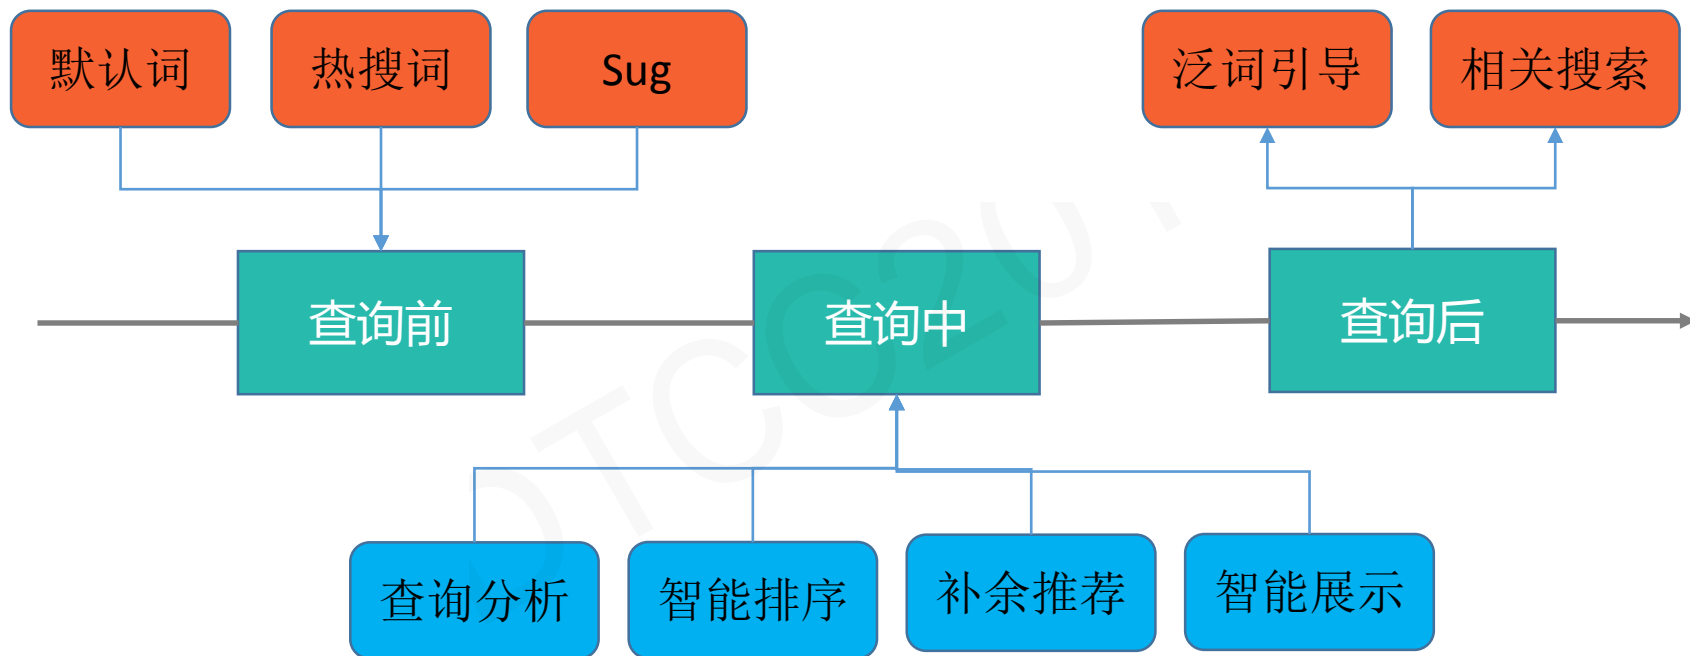 默认词
热搜词
Sug
泛词引导
相关搜索
查询前
查询中
查询后
查询分析
智能排序
补余推荐
智能展示